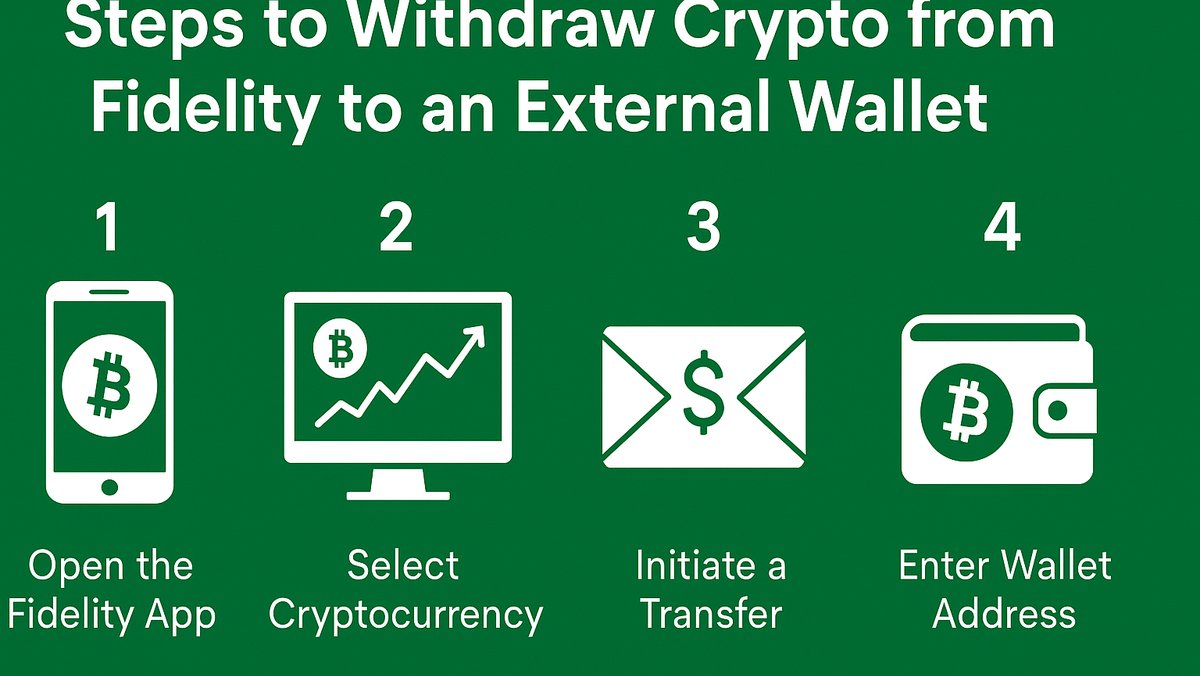 Steps to Withdraw Crypto from
Fidelity to an External Wallet
1
2
3
4
$
Open the
Fidelity App
Select
Cryptocurrency
Initiate a
Transfer
Enter Wallet
Address